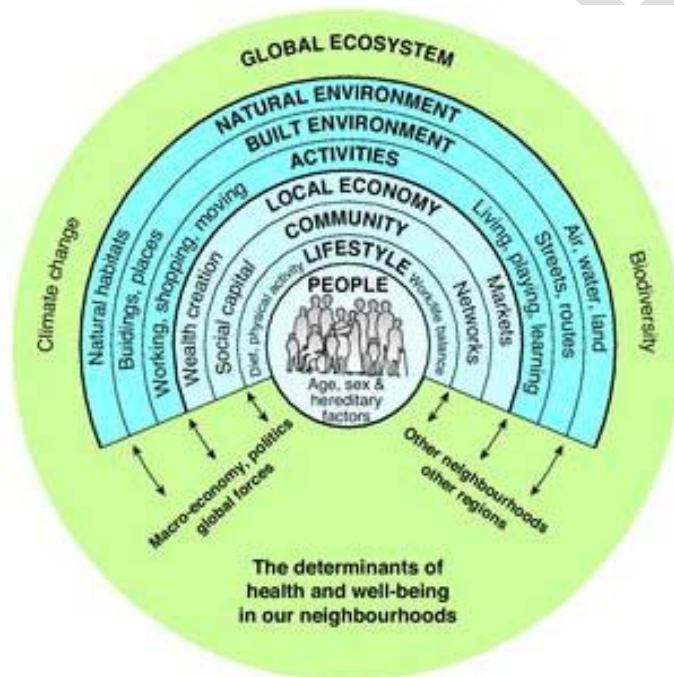 GLOBAL ECOSYSTEM
NATURAL ENVIRONMENT
BUILT ENVIRONMENT
ACTIVITIES
LOCAL ECONOMY
COMMUNITY
LIFESTYLE
PEOPLE
Age, sex &
hereditary
factors
Climate change
Natural habitats
Buidings, places
Working, shopping, moving
Wealth creation
Social capital
Diet, physical activity
Work/life balance
Networks
Markets
Living, playing, learning
Streets, routes
Air, water, land
Biodiversity
Macro-economy, politics
global forces
Other neighbourhoods
other regions
The determinants of
health and well-being
in our neighbourhoods